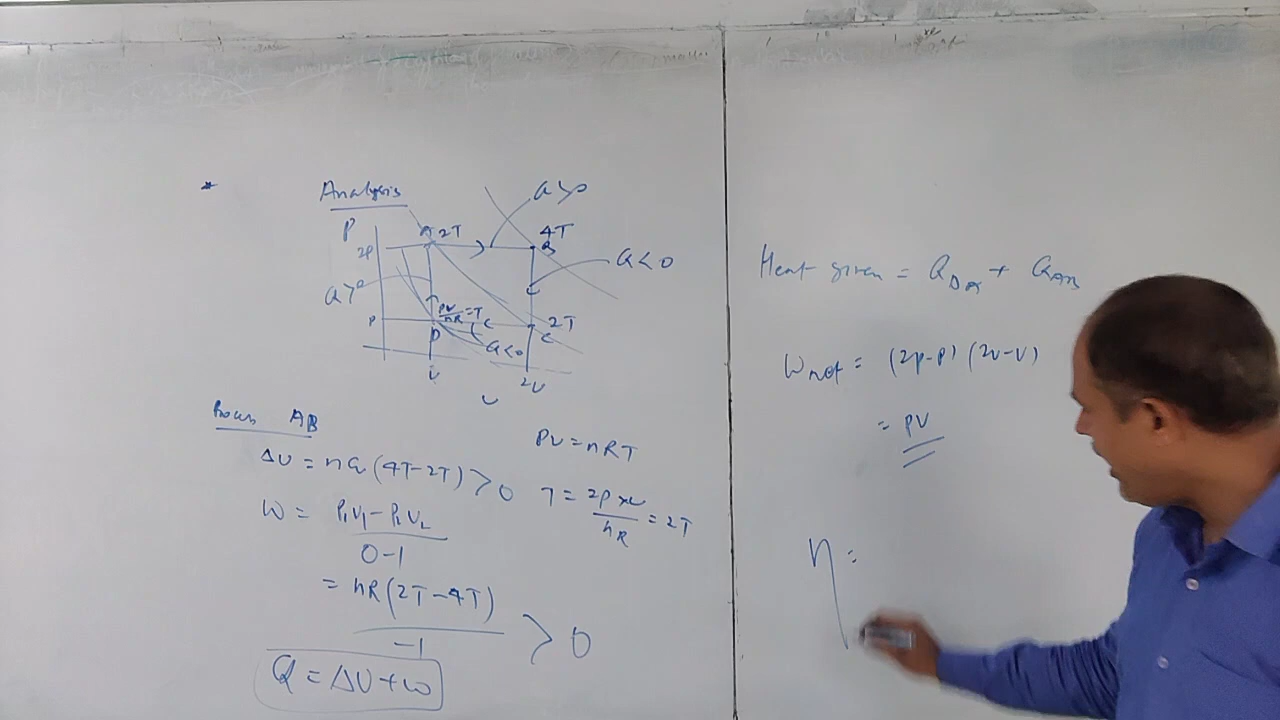 *
Analysis
P
2P
A 2T
4T
B
Q>0
Q<0
Q>0
P
PV/nR = T
D
2T
C
Q<0
V
2V
Process AB
ΔU = nCv(4T-2T) > 0
W = P1V1 - P2V2 / 0-1
= nR(2T-4T) / -1 > 0
Q = ΔU+W
PV = nRT
T = 2P×V / nR = 2T
Heat given = QDA + QAB
Wnet = (2P-P) (2V-V)
= PV
η =